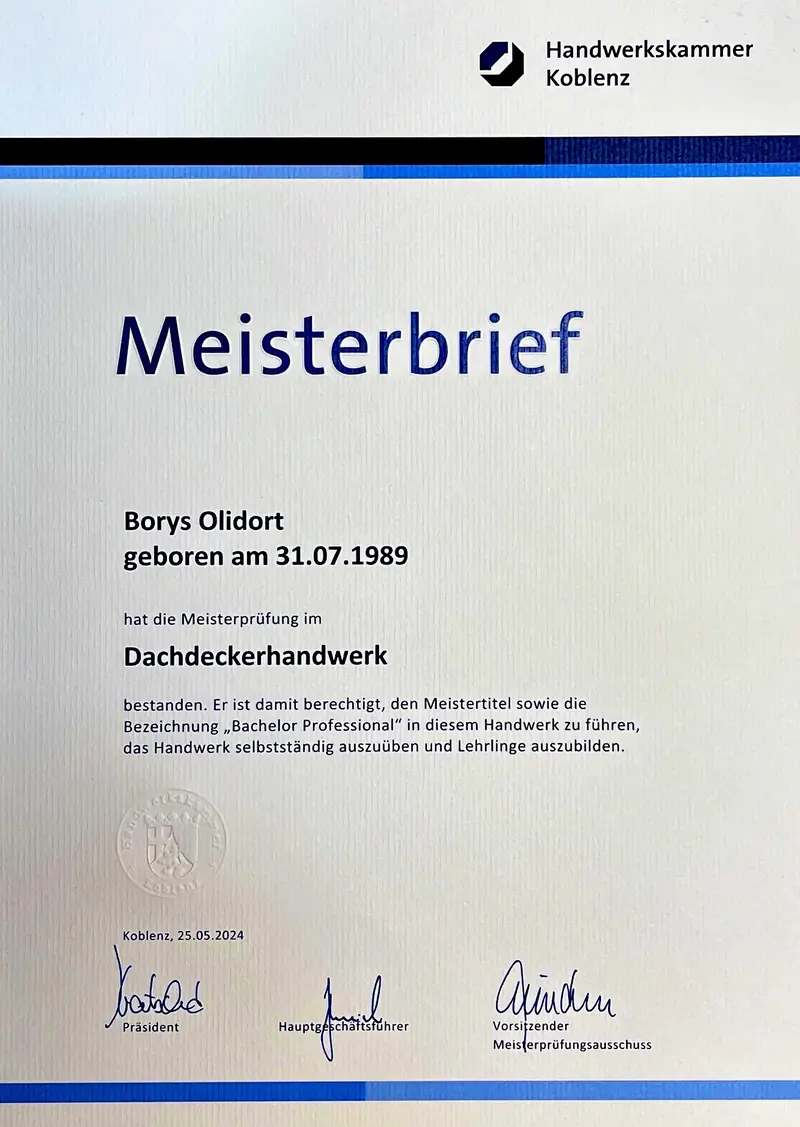 Handwerkskammer
Koblenz
Meisterbrief
Borys Olidort
geboren am 31.07.1989
hat die Meisterprüfung im
Dachdeckerhandwerk
bestanden. Er ist damit berechtigt, den Meistertitel sowie die
Bezeichnung „Bachelor Professional“ in diesem Handwerk zu führen,
das Handwerk selbstständig auszuüben und Lehrlinge auszubilden.
Handwerkskammer
Koblenz
Koblenz, 25.05.2024
Präsident
Hauptgeschäftsführer
Vorsitzender
Meisterprüfungsausschuss